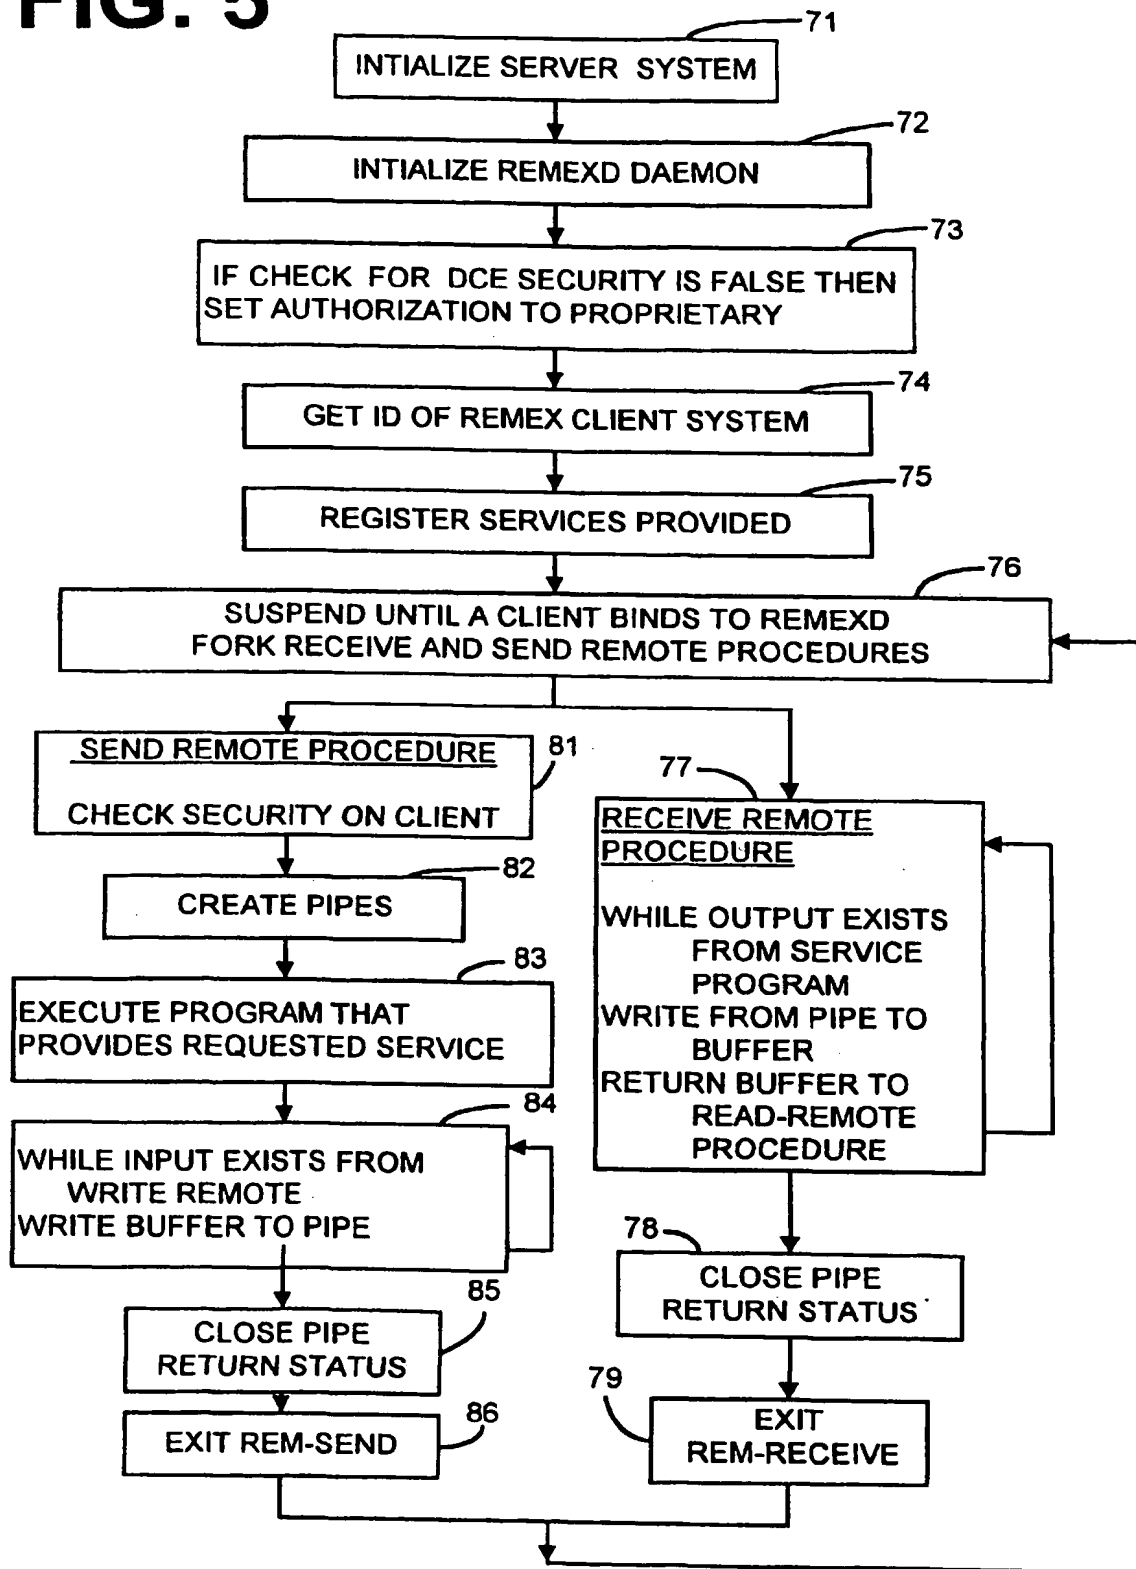 FIG. 5
71
INTIALIZE SERVER SYSTEM
72
INTIALIZE REMEXD DAEMON
73
IF CHECK FOR DCE SECURITY IS FALSE THEN
SET AUTHORIZATION TO PROPRIETARY
74
GET ID OF REMEX CLIENT SYSTEM
75
REGISTER SERVICES PROVIDED
76
SUSPEND UNTIL A CLIENT BINDS TO REMEXD
FORK RECEIVE AND SEND REMOTE PROCEDURES
81
SEND REMOTE PROCEDURE
CHECK SECURITY ON CLIENT
82
CREATE PIPES
83
EXECUTE PROGRAM THAT
PROVIDES REQUESTED SERVICE
84
WHILE INPUT EXISTS FROM
WRITE REMOTE
WRITE BUFFER TO PIPE
85
CLOSE PIPE
RETURN STATUS
86
EXIT REM-SEND
77
RECEIVE REMOTE
PROCEDURE
WHILE OUTPUT EXISTS
FROM SERVICE
PROGRAM
WRITE FROM PIPE TO
BUFFER
RETURN BUFFER TO
READ-REMOTE
PROCEDURE
78
CLOSE PIPE
RETURN STATUS
79
EXIT
REM-RECEIVE